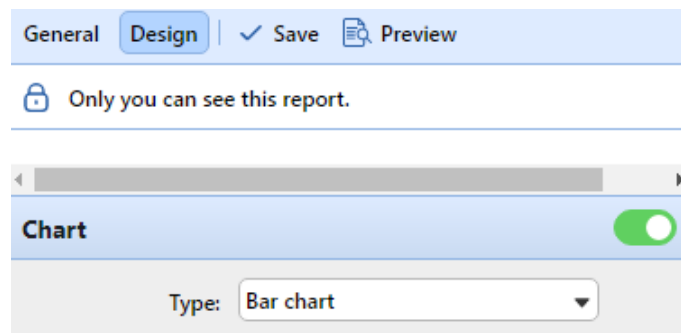 General Design Save Preview
Only you can see this report.
Chart
Type: Bar chart